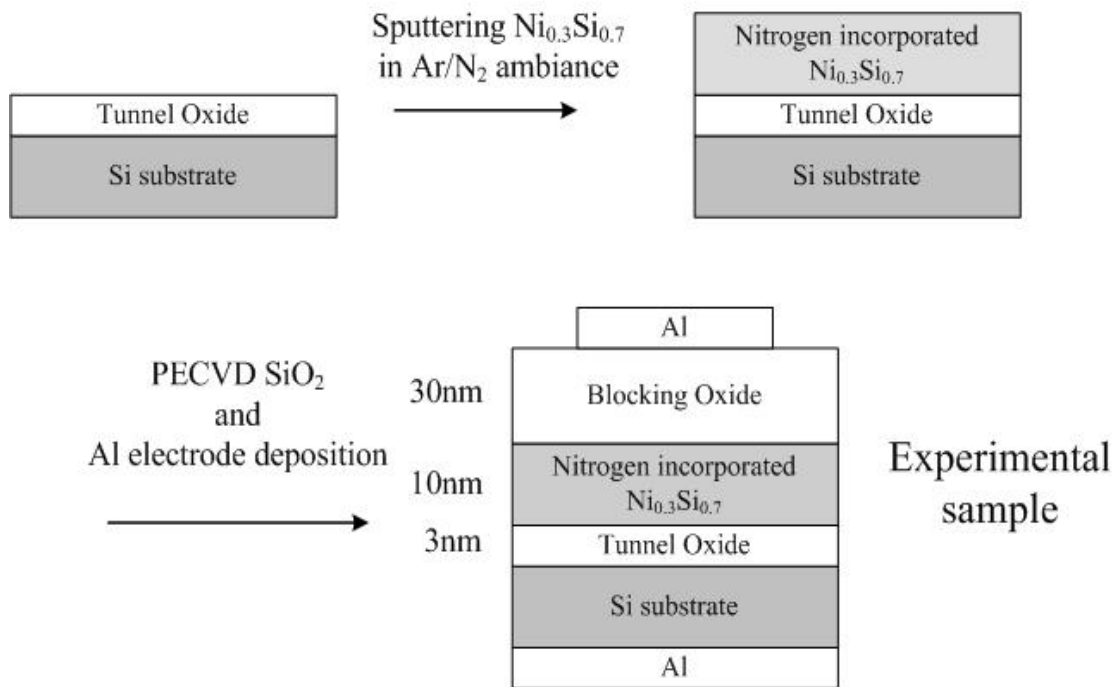 Sputtering Ni₀.₃Si₀.₇
in Ar/N₂ ambiance
Tunnel Oxide
Si substrate
Nitrogen incorporated
Ni₀.₃Si₀.₇
Tunnel Oxide
Si substrate
PECVD SiO₂
and
Al electrode deposition
30nm
10nm
3nm
Al
Blocking Oxide
Nitrogen incorporated
Ni₀.₃Si₀.₇
Tunnel Oxide
Si substrate
Al
Experimental
sample